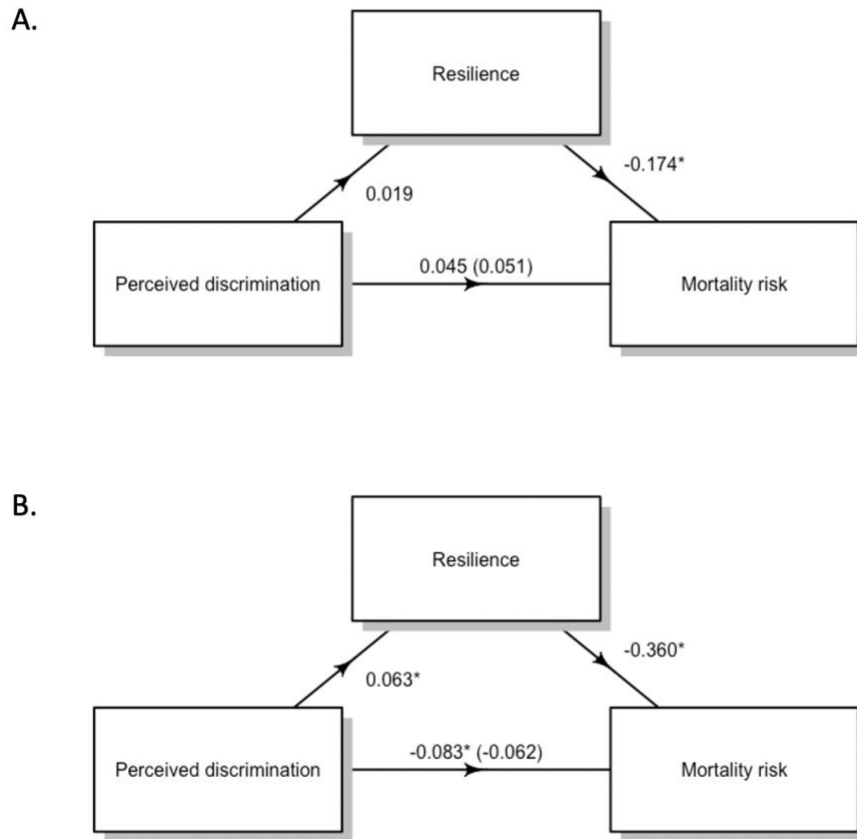 A.
Resilience
-0.174*
0.019
0.045 (0.051)
Perceived discrimination
Mortality risk
B.
Resilience
-0.360*
0.063*
-0.083* (-0.062)
Perceived discrimination
Mortality risk